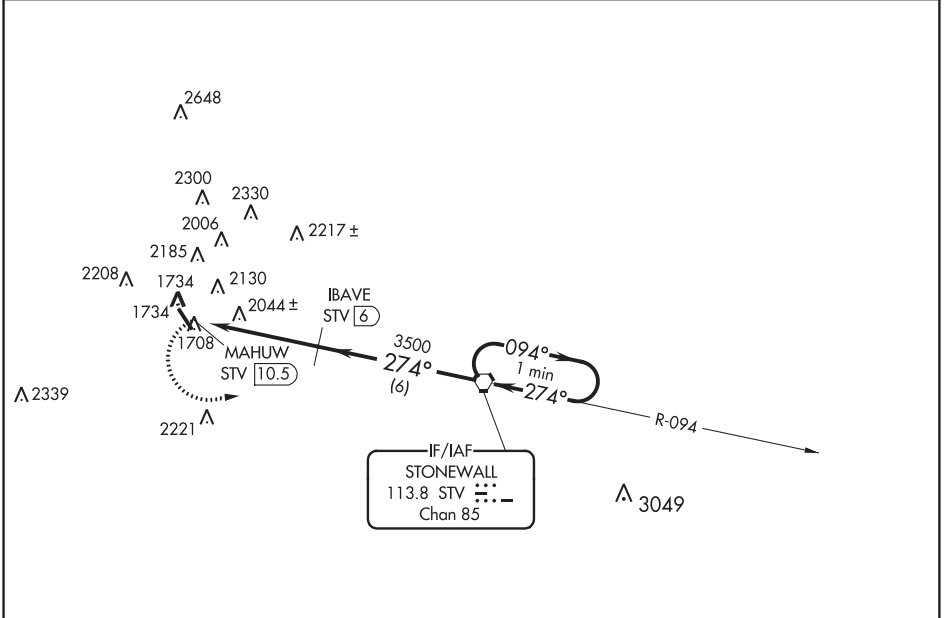 2648
2300
2330
2006
2217 ±
2185
2208
1734
2130
1734
2044 ±
IBAVE
STV 6
1708
MAHUW
STV 10.5
3500
274°
(6)
094°
1 min
274°
R-094
2339
2221
IF/IAF
STONEWALL
113.8 STV
Chan 85
3049